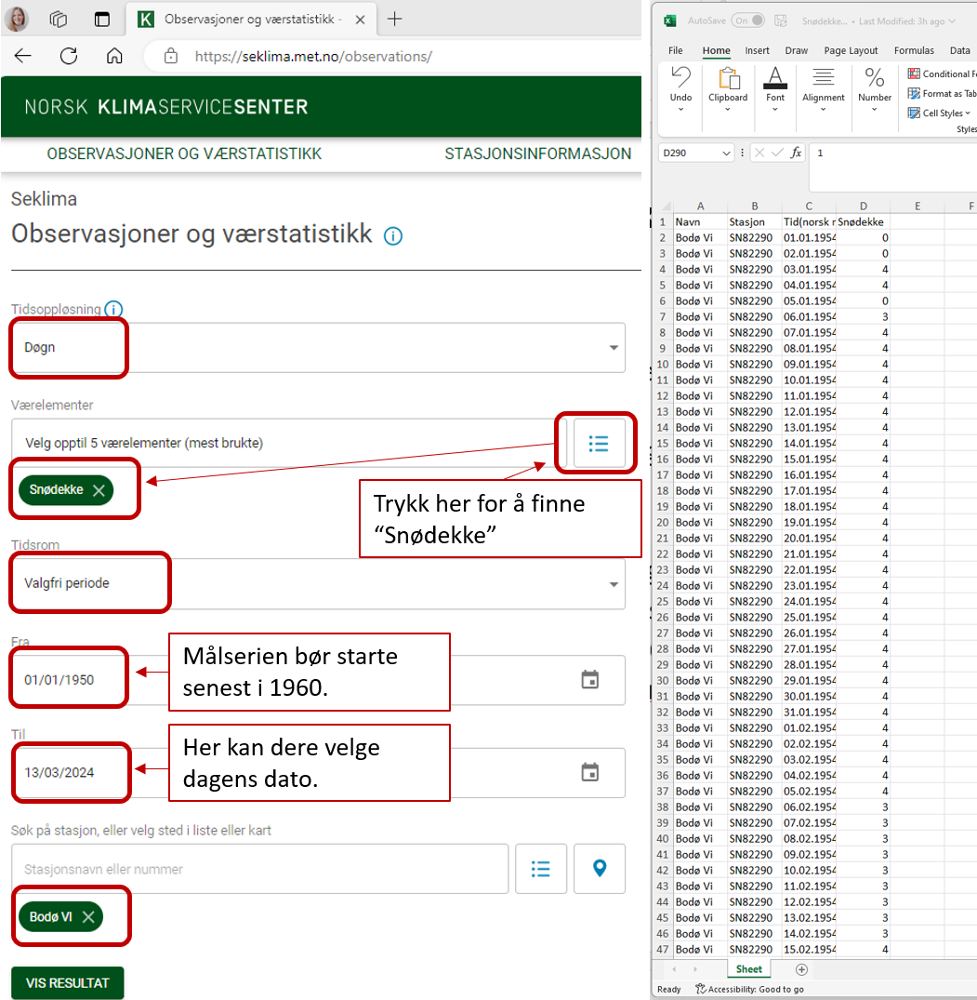 Observasjoner og værstatistikk -
https://seklima.met.no/observations/
NORSK KLIMASERVICESENTER
OBSERVASJONER OG VÆRSTATISTIKK STASJONSINFORMASJON
Seklima
Observasjoner og værstatistikk
Tidsoppløsning
Døgn
Værelementer
Velg opptil 5 værelementer (mest brukte)
Snødekke
Trykk her for å finne
“Snødekke”
Tidsrom
Valgfri periode
Fra
01/01/1950
Målserien bør starte
senest i 1960.
Til
13/03/2024
Her kan dere velge
dagens dato.
Søk på stasjon, eller velg sted i liste eller kart
Stasjonsnavn eller nummer
Bodø VI
VIS RESULTAT
AutoSave On Snødekke... • Last Modified: 3h ago
File Home Insert Draw Page Layout Formulas Data
Undo Clipboard Font Alignment Number
Conditional Fo
Format as Tab
Cell Styles
Styles
D290 fx 1
A B C D E F
1 Navn Stasjon Tid(norsk n Snødekke
2 Bodø Vi SN82290 01.01.1954 0
3 Bodø Vi SN82290 02.01.1954 0
4 Bodø Vi SN82290 03.01.1954 4
5 Bodø Vi SN82290 04.01.1954 4
6 Bodø Vi SN82290 05.01.1954 0
7 Bodø Vi SN82290 06.01.1954 3
8 Bodø Vi SN82290 07.01.1954 4
9 Bodø Vi SN82290 08.01.1954 4
10 Bodø Vi SN82290 09.01.1954 4
11 Bodø Vi SN82290 10.01.1954 4
12 Bodø Vi SN82290 11.01.1954 4
13 Bodø Vi SN82290 12.01.1954 4
14 Bodø Vi SN82290 13.01.1954 4
15 Bodø Vi SN82290 14.01.1954 4
16 Bodø Vi SN82290 15.01.1954 4
17 Bodø Vi SN82290 16.01.1954 4
18 Bodø Vi SN82290 17.01.1954 4
19 Bodø Vi SN82290 18.01.1954 4
20 Bodø Vi SN82290 19.01.1954 4
21 Bodø Vi SN82290 20.01.1954 4
22 Bodø Vi SN82290 21.01.1954 4
23 Bodø Vi SN82290 22.01.1954 4
24 Bodø Vi SN82290 23.01.1954 4
25 Bodø Vi SN82290 24.01.1954 4
26 Bodø Vi SN82290 25.01.1954 4
27 Bodø Vi SN82290 26.01.1954 4
28 Bodø Vi SN82290 27.01.1954 4
29 Bodø Vi SN82290 28.01.1954 4
30 Bodø Vi SN82290 29.01.1954 4
31 Bodø Vi SN82290 30.01.1954 4
32 Bodø Vi SN82290 31.01.1954 4
33 Bodø Vi SN82290 01.02.1954 4
34 Bodø Vi SN82290 02.02.1954 4
35 Bodø Vi SN82290 03.02.1954 4
36 Bodø Vi SN82290 04.02.1954 4
37 Bodø Vi SN82290 05.02.1954 4
38 Bodø Vi SN82290 06.02.1954 3
39 Bodø Vi SN82290 07.02.1954 3
40 Bodø Vi SN82290 08.02.1954 3
41 Bodø Vi SN82290 09.02.1954 3
42 Bodø Vi SN82290 10.02.1954 3
43 Bodø Vi SN82290 11.02.1954 3
44 Bodø Vi SN82290 12.02.1954 3
45 Bodø Vi SN82290 13.02.1954 3
46 Bodø Vi SN82290 14.02.1954 3
47 Bodø Vi SN82290 15.02.1954 4
Sheet
Ready Accessibility: Good to go